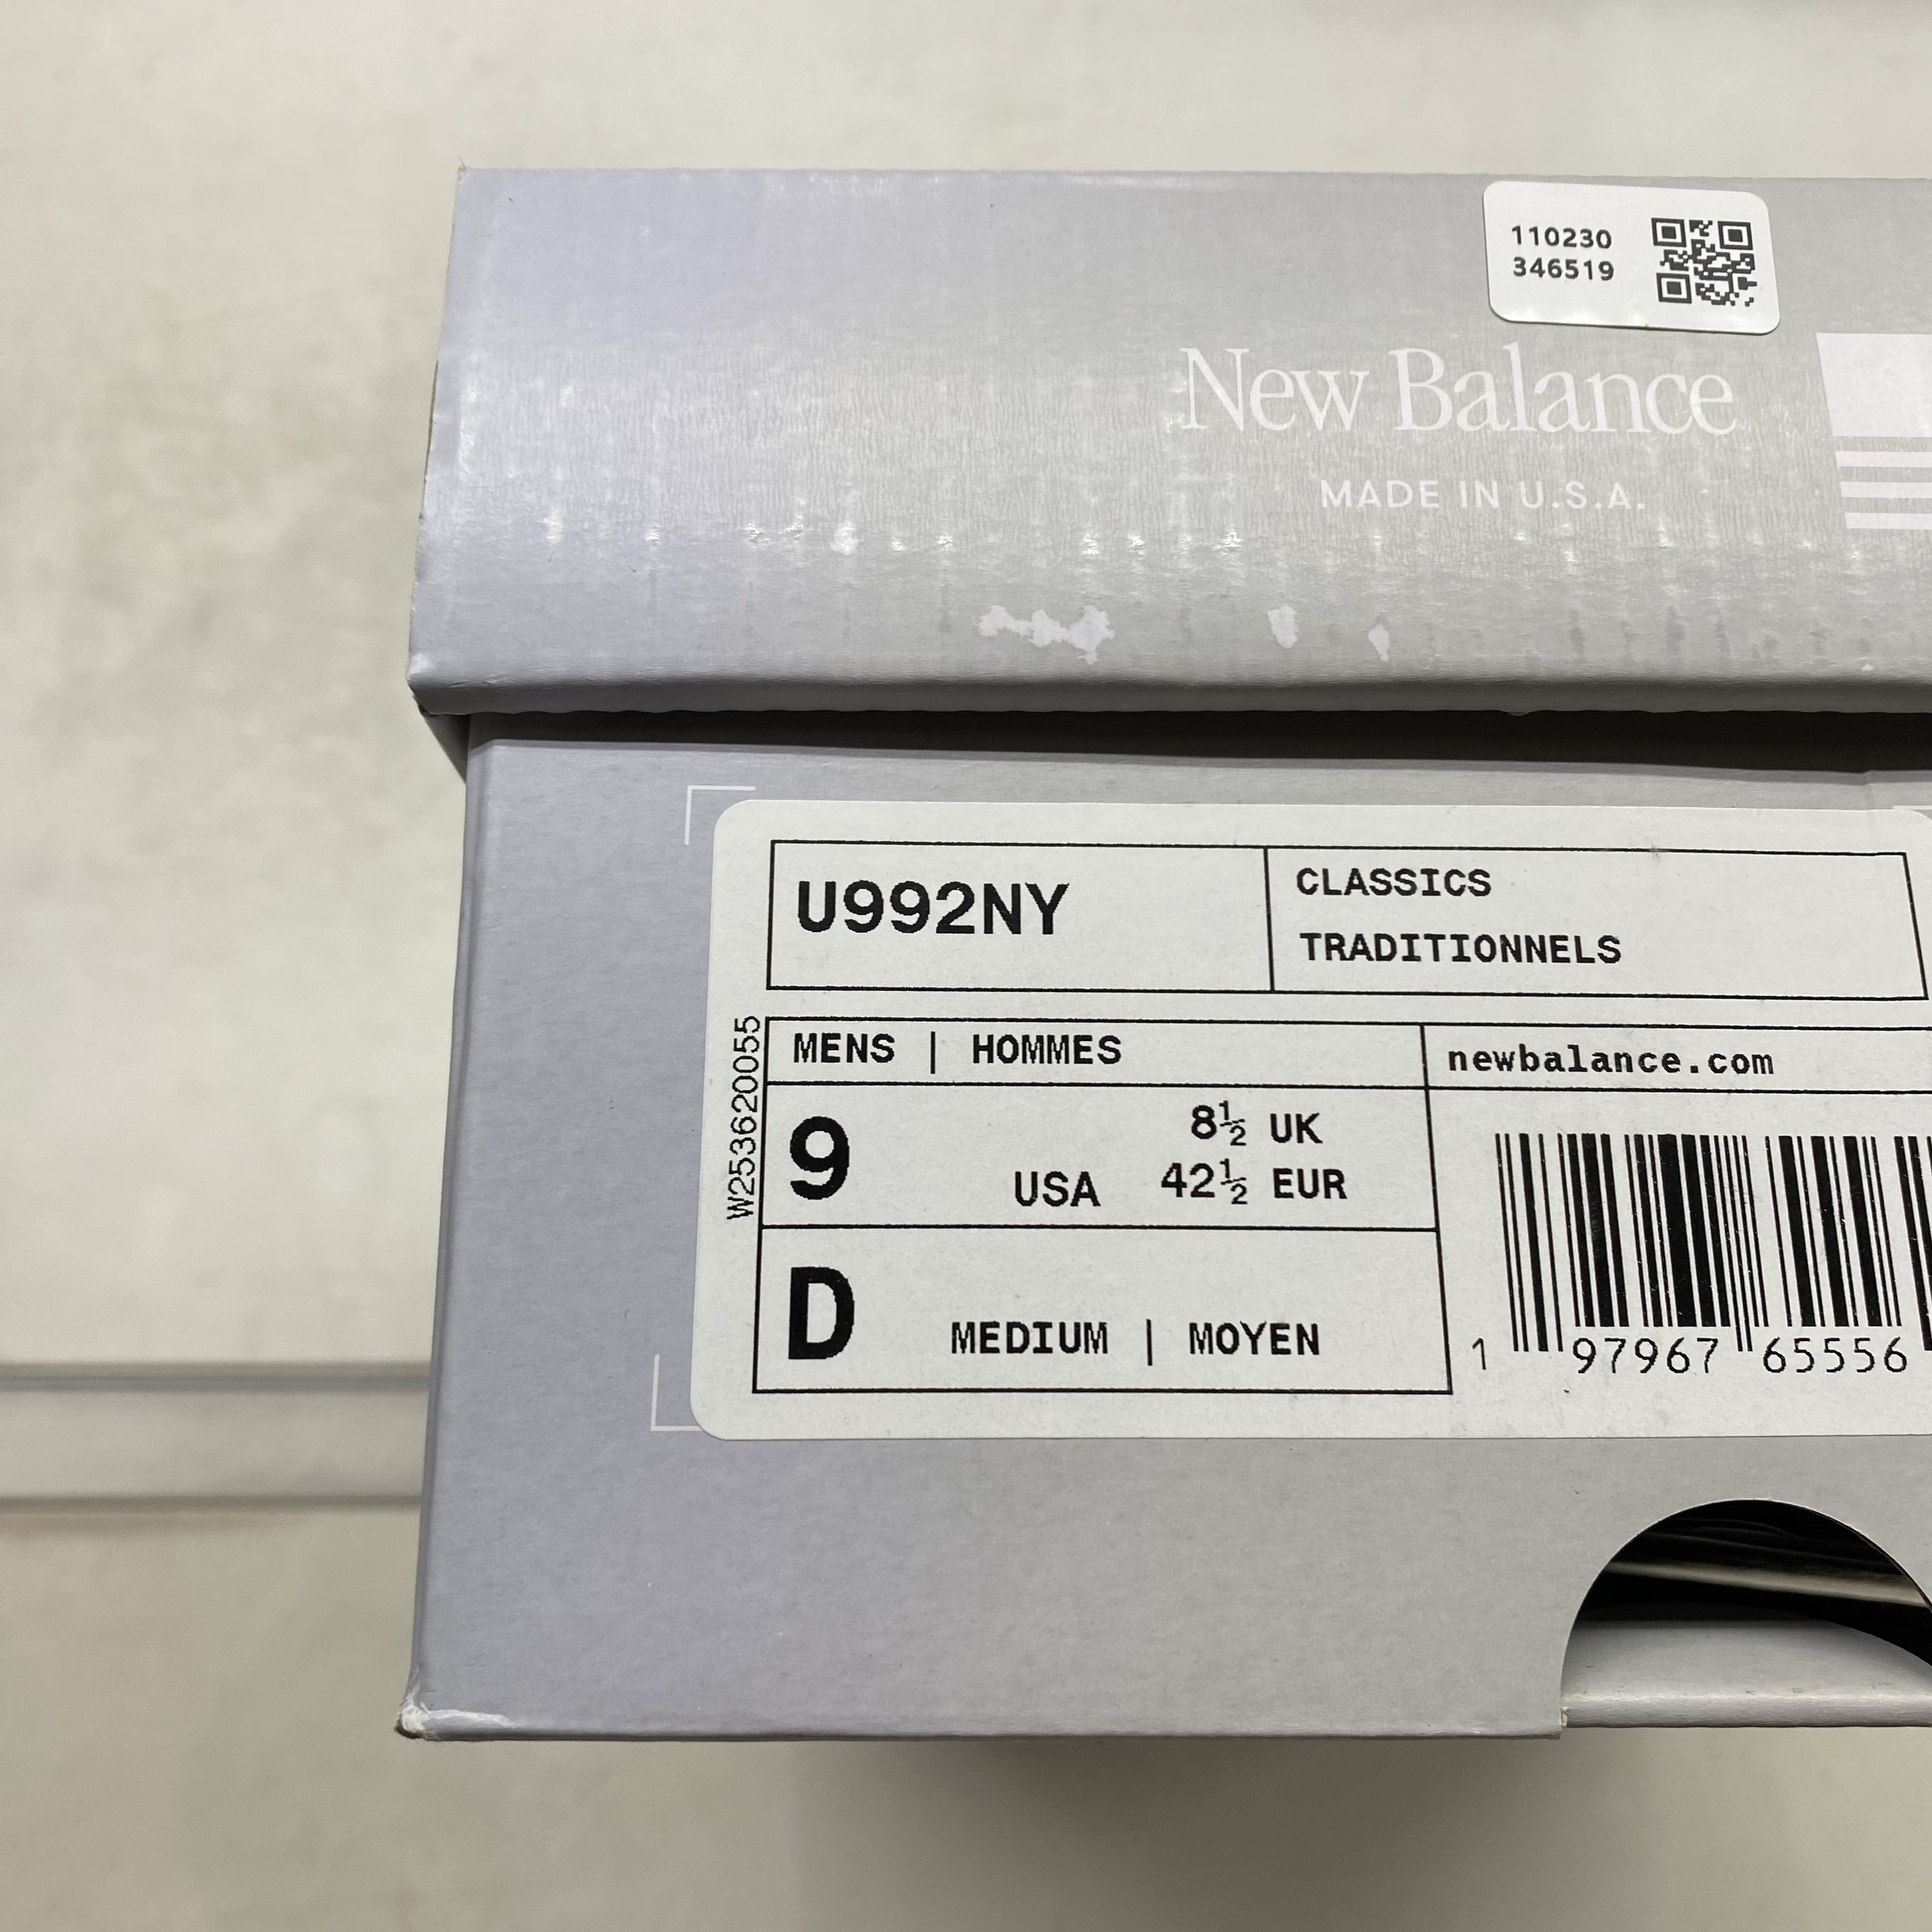 110230
346519
New Balance
MADE IN U.S.A.
U992NY
CLASSICS
TRADITIONNELS
W253620055
MENS | HOMMES
newbalance.com
9
USA
8½ UK
42½ EUR
D
MEDIUM | MOYEN
1 97967 65556